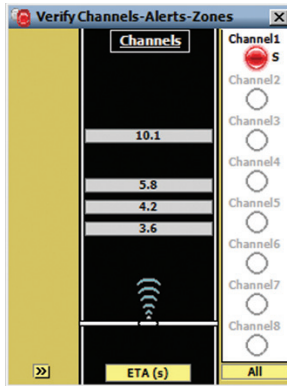 Verify Channels-Alerts-Zones
Channels
10.1
5.8
4.2
3.6
ETA (s)
Channel1
S
Channel2
Channel3
Channel4
Channel5
Channel6
Channel7
Channel8
All